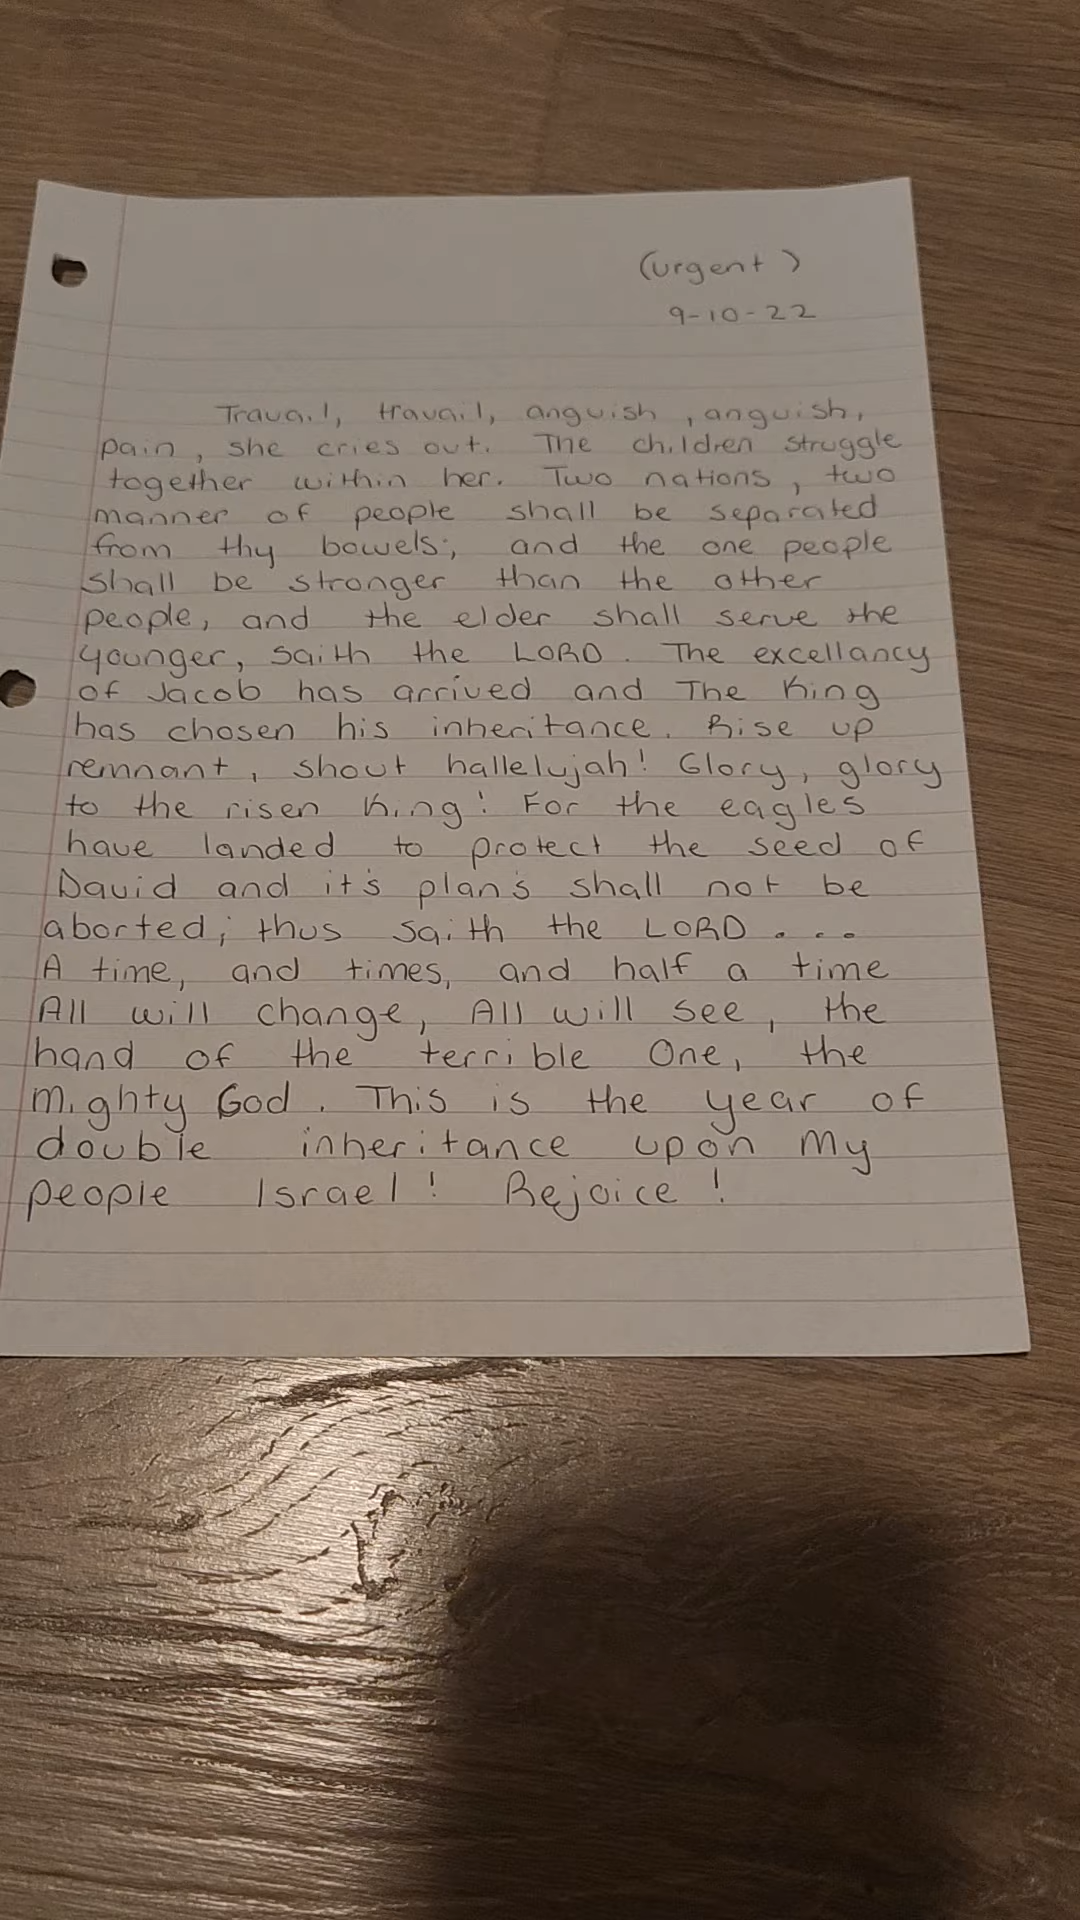 (urgent)
9-10-22
Travail, travail, anguish, anguish,
pain, she cries out. The children struggle
together within her. Two nations, two
manner of people shall be separated
from thy bowels; and the one people
shall be stronger than the other
people, and the elder shall serve the
younger, saith the LORD. The excellancy
of Jacob has arrived and The King
has chosen his inheritance. Rise up
remnant, shout hallelujah! Glory, glory
to the risen King! For the eagles
have landed to protect the seed of
David and it's plan's shall not be
aborted; thus saith the LORD...
A time, and times, and half a time
All will change, All will see, the
hand of the terrible One, the
mighty God. This is the year of
double inheritance upon My
people Israel! Rejoice!